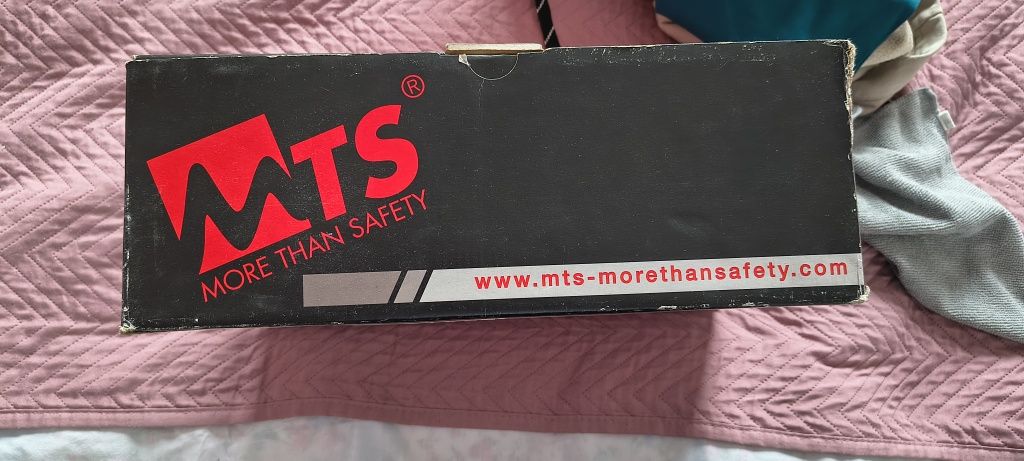 MTS®
MORE THAN SAFETY
www.mts-morethansafety.com